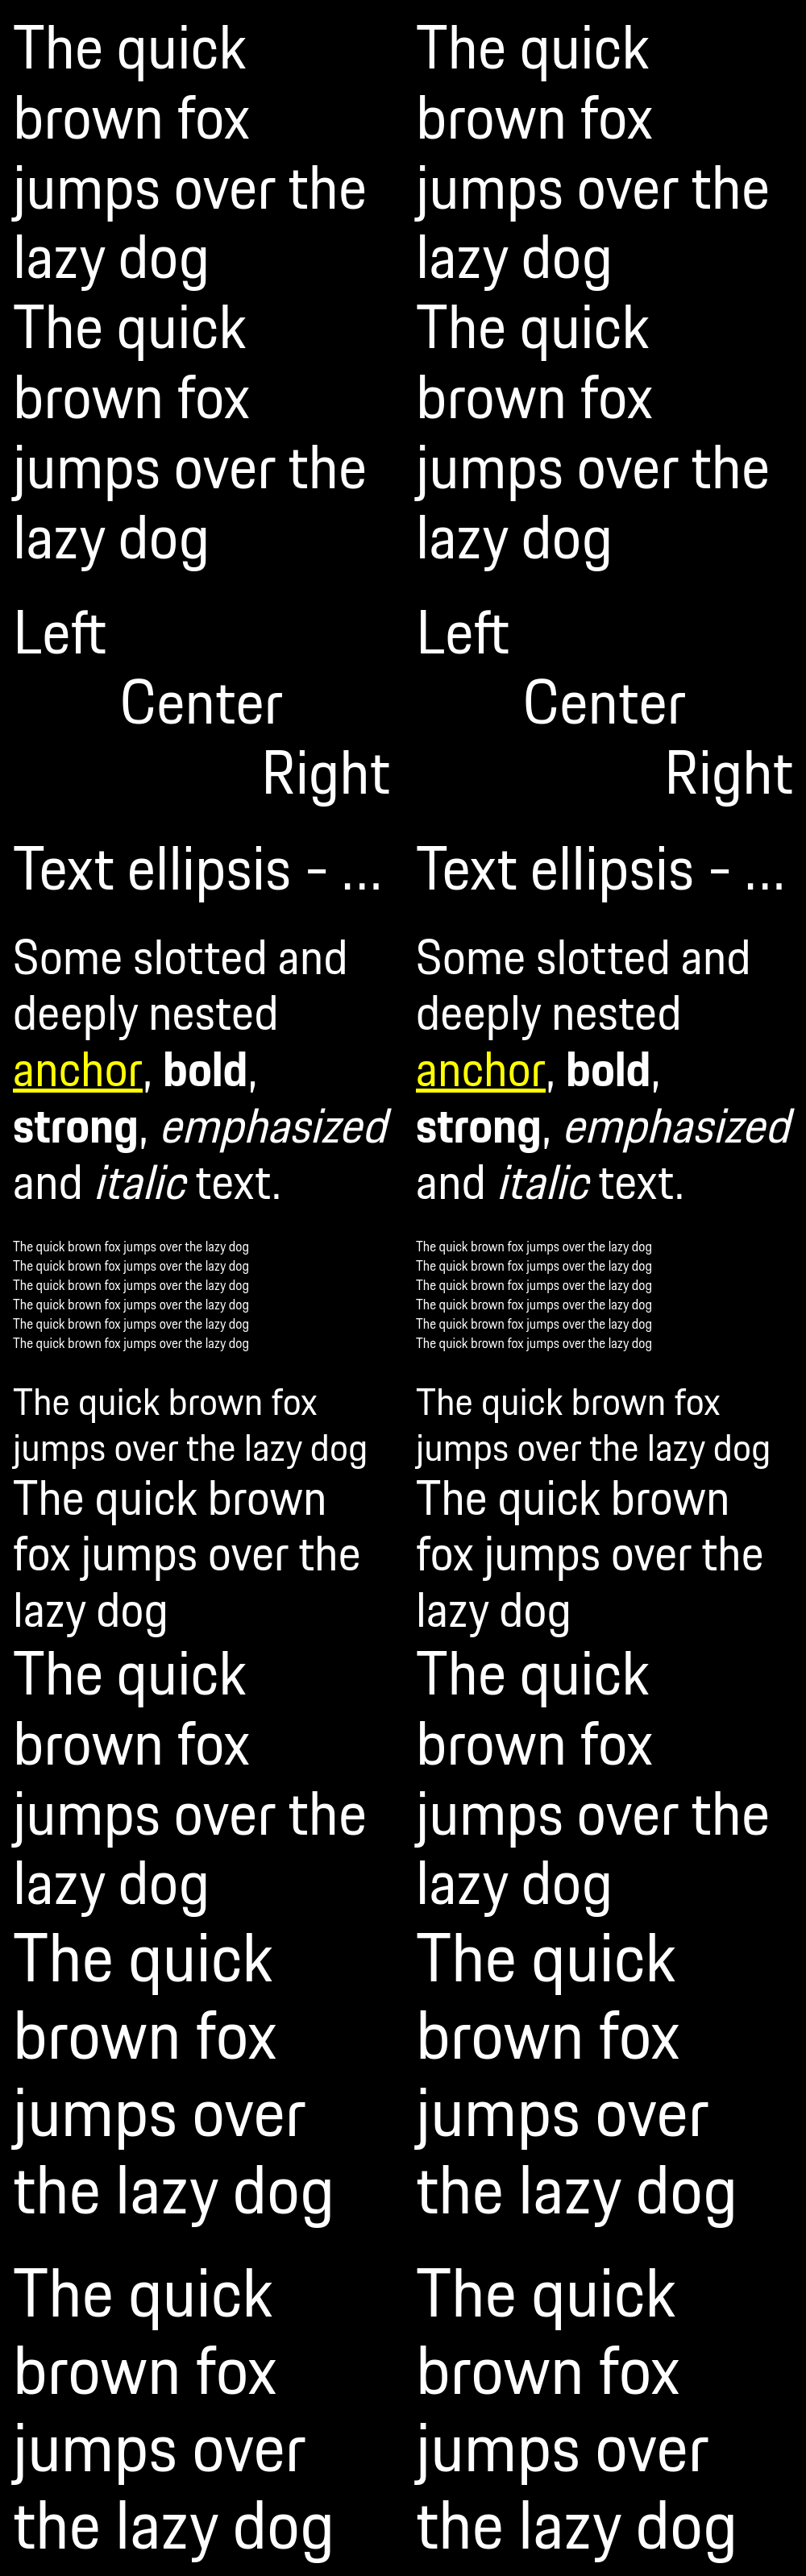 The quick
brown fox
jumps over the
lazy dog
The quick
brown fox
jumps over the
lazy dog
Left
Center
Right
Text ellipsis - ...
Some slotted and
deeply nested
anchor, bold,
strong, emphasized
and italic text.
The quick brown fox jumps over the lazy dog
The quick brown fox jumps over the lazy dog
The quick brown fox jumps over the lazy dog
The quick brown fox jumps over the lazy dog
The quick brown fox jumps over the lazy dog
The quick brown fox jumps over the lazy dog
The quick brown fox
jumps over the lazy dog
The quick brown
fox jumps over the
lazy dog
The quick
brown fox
jumps over the
lazy dog
The quick
brown fox
jumps over
the lazy dog
The quick
brown fox
jumps over
the lazy dog
The quick
brown fox
jumps over the
lazy dog
The quick
brown fox
jumps over the
lazy dog
Left
Center
Right
Text ellipsis - ...
Some slotted and
deeply nested
anchor, bold,
strong, emphasized
and italic text.
The quick brown fox jumps over the lazy dog
The quick brown fox jumps over the lazy dog
The quick brown fox jumps over the lazy dog
The quick brown fox jumps over the lazy dog
The quick brown fox jumps over the lazy dog
The quick brown fox jumps over the lazy dog
The quick brown fox
jumps over the lazy dog
The quick brown
fox jumps over the
lazy dog
The quick
brown fox
jumps over the
lazy dog
The quick
brown fox
jumps over
the lazy dog
The quick
brown fox
jumps over
the lazy dog